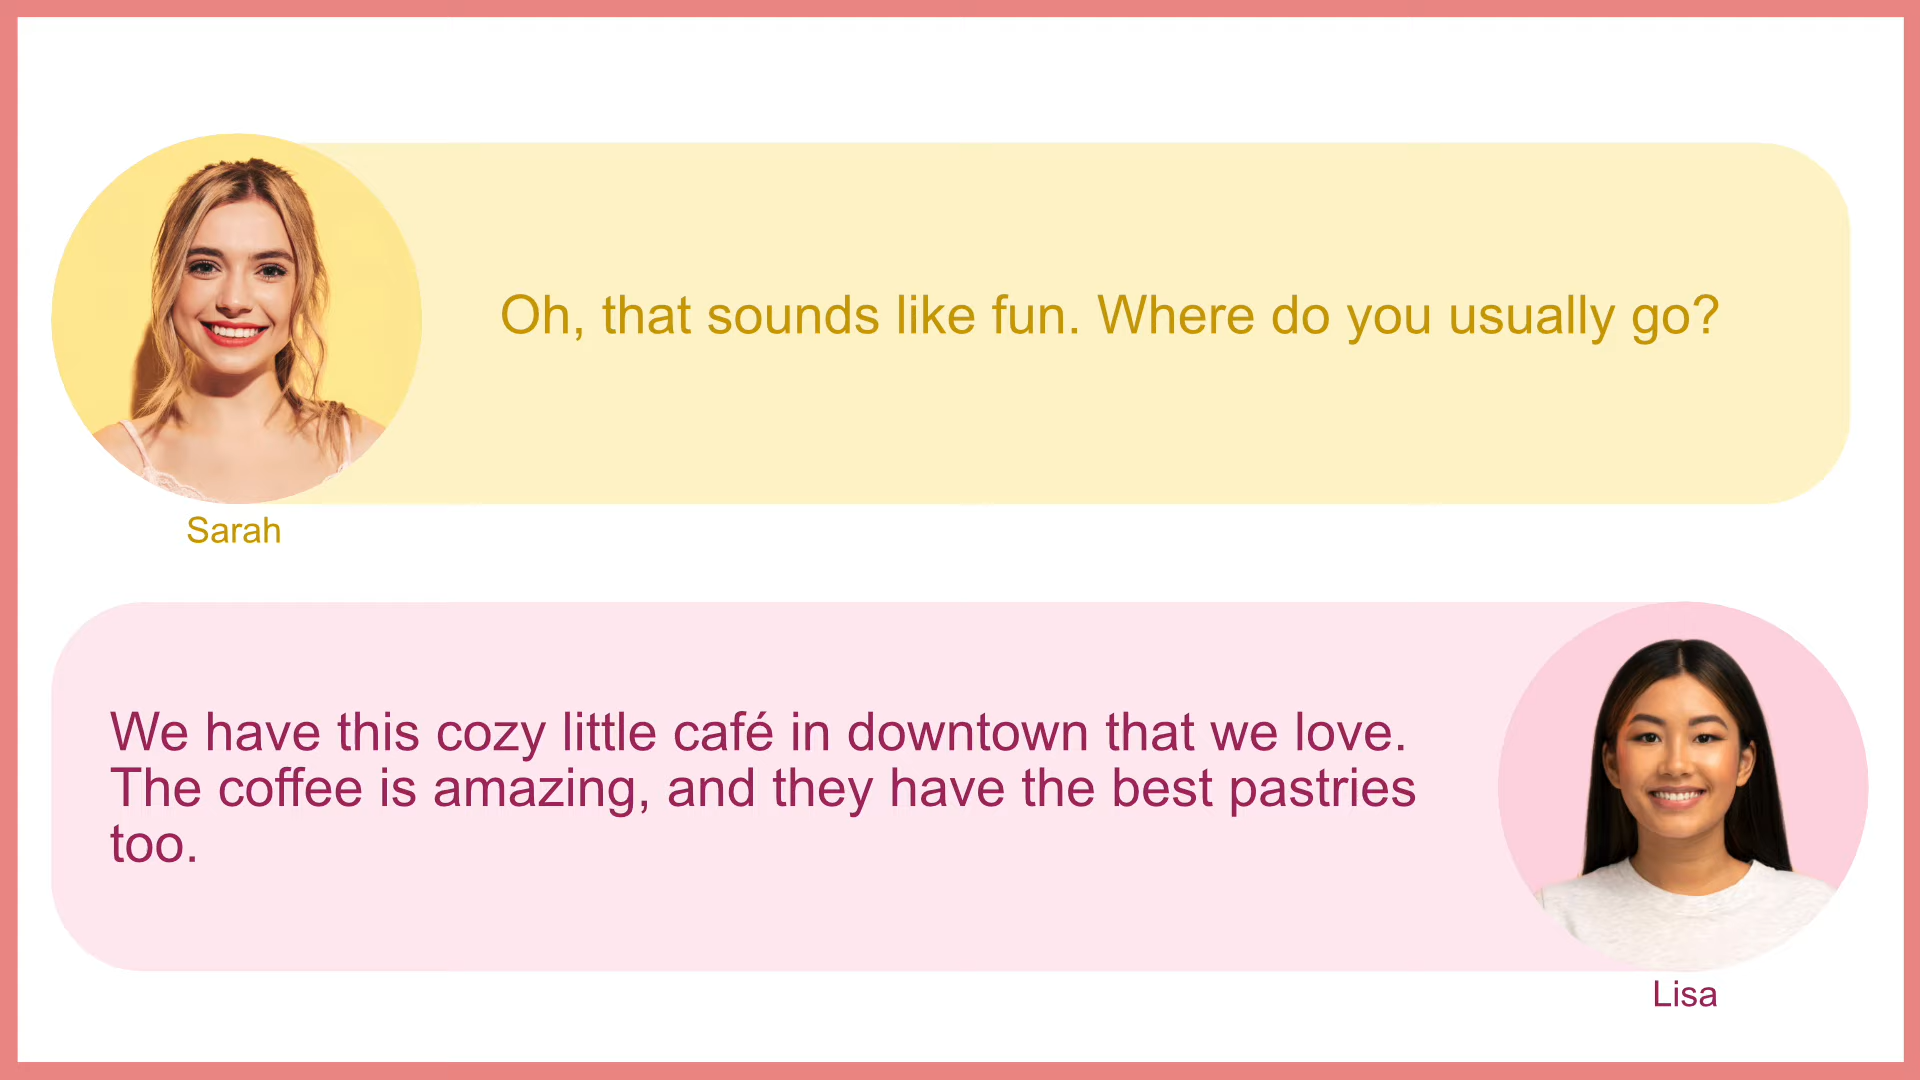 Oh, that sounds like fun. Where do you usually go?
Sarah
We have this cozy little café in downtown that we love.
The coffee is amazing, and they have the best pastries
too.
Lisa